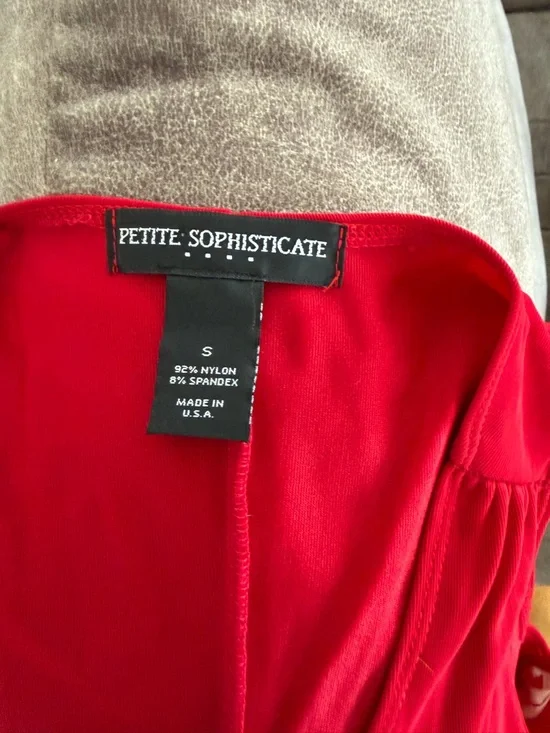 PETITE SOPHISTICATE
S
92% NYLON
8% SPANDEX
MADE IN
U.S.A.